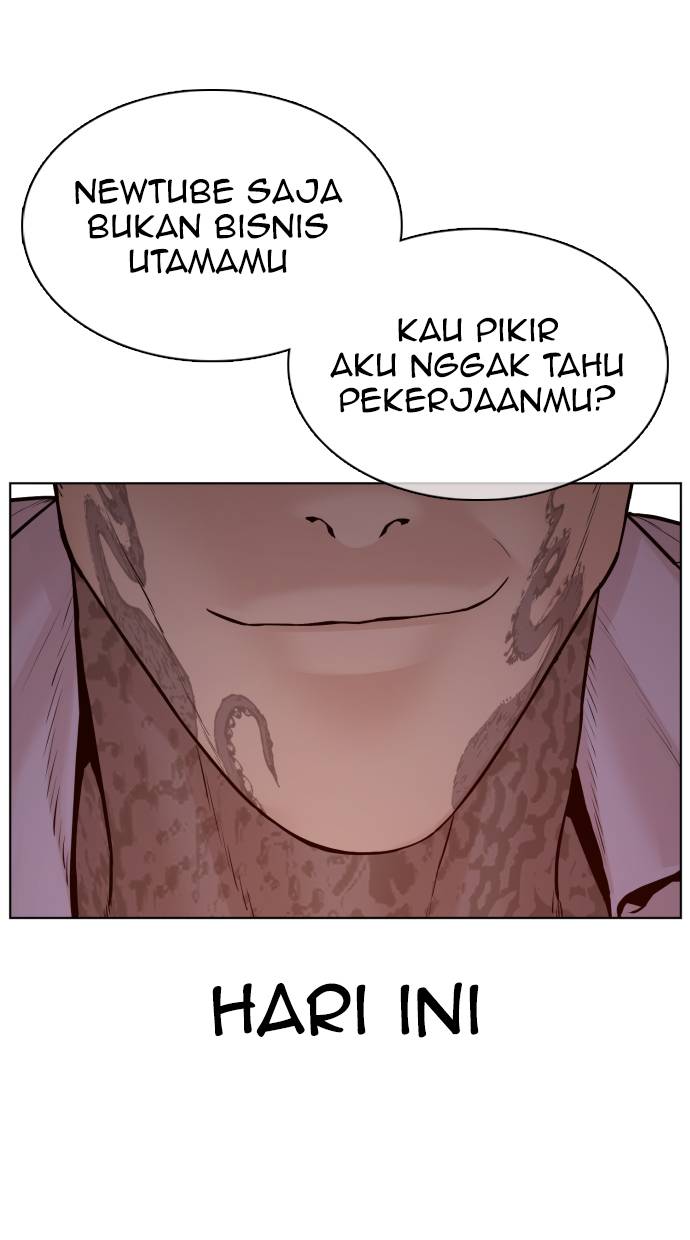 NEWTUBE SAJA
BUKAN BISNIS
UTAMAMU
KAU PIKIR
AKU NGGAK TAHU
PEKERJAANMU?
HARI INI